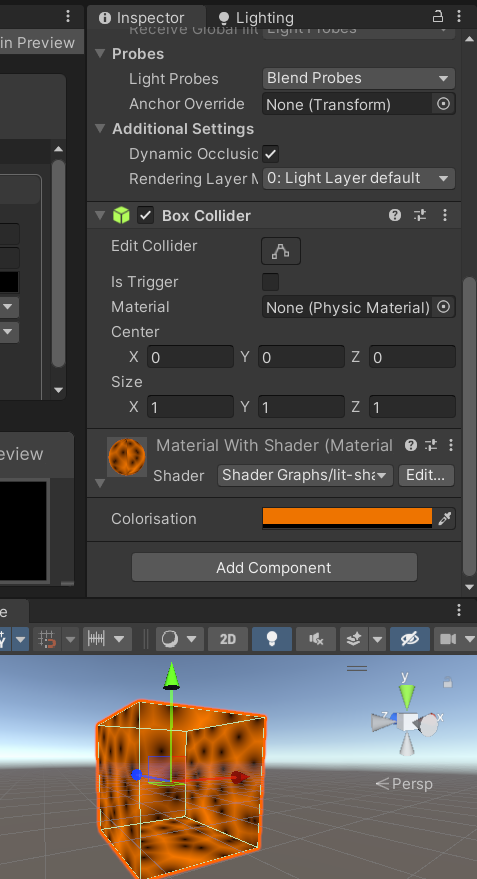 Inspector
Lighting
in Preview
Receive Global Ill
Light Probes
Probes
Light Probes
Blend Probes
Anchor Override
None (Transform)
Additional Settings
Dynamic Occlusic
Rendering Layer M
0: Light Layer default
Box Collider
Edit Collider
Is Trigger
Material
None (Physic Material)
Center
X 0 Y 0 Z 0
Size
X 1 Y 1 Z 1
eview
Material With Shader (Material
Shader
Shader Graphs/lit-sha
Edit...
Colorisation
Add Component
e
2D
y
z
x
Persp